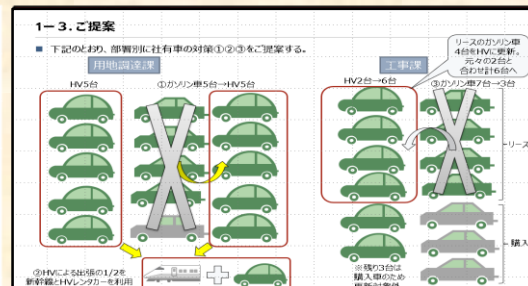 1－3．ご提案
■ 下記のとおり、部署別に社有車の対策①②③をご提案する。
用地調達課
工事課
リースのガソリン車
4台をHVに更新。
元々の2台と
合わせ計6台へ
HV5台
①ガソリン車5台→HV5台
HV2台→6台
③ガソリン車7台→3台
リース
購入
②HVによる出張の1/2を
新幹線とHVレンタカーを利用
※残り3台は
購入車のため
更新対象外